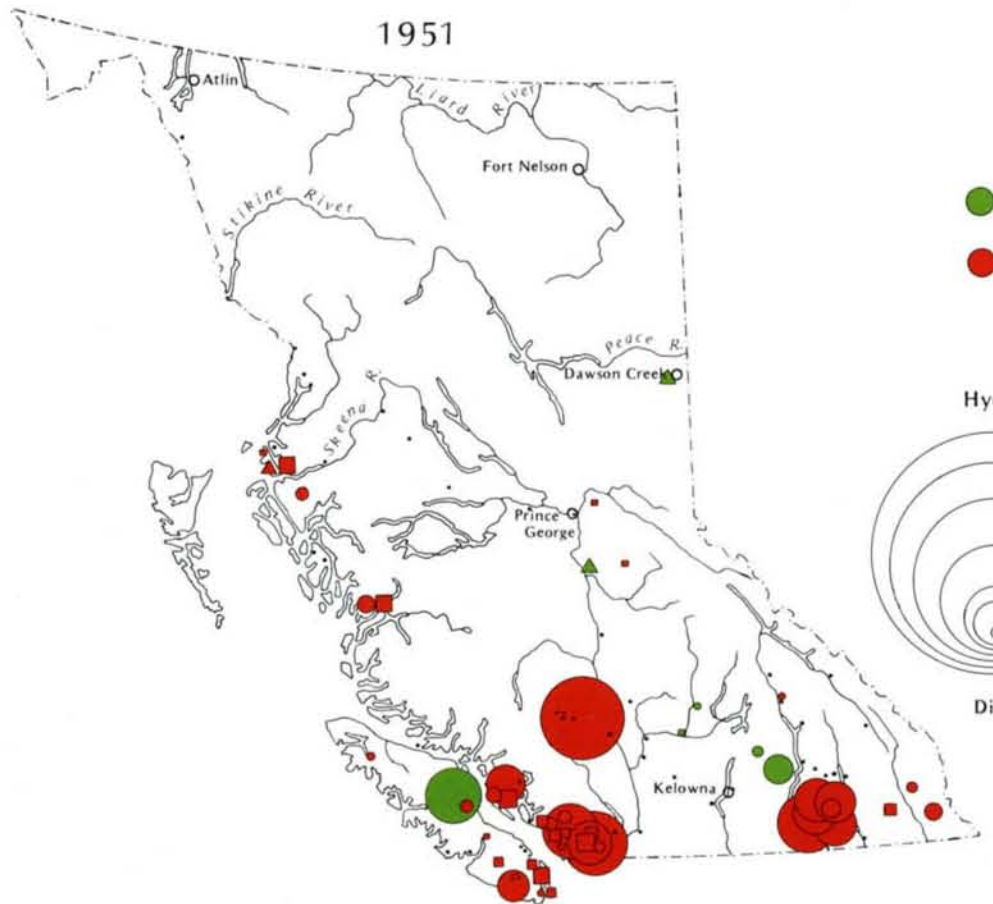 1951
Atlin
Liard River
Fort Nelson
Stikine River
Peace R.
Dawson Creek
Skeena R.
Prince
George
Kelowna
Hy
Di